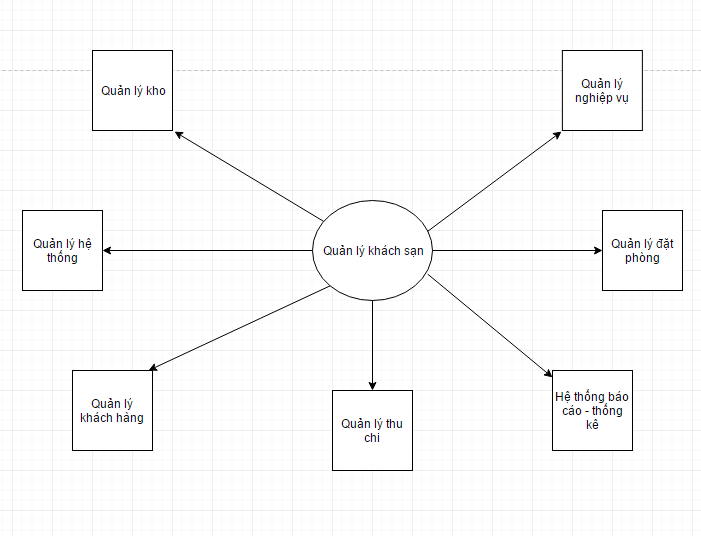 Quản lý kho
Quản lý
nghiệp vụ
Quản lý hệ
thống
Quản lý khách sạn
Quản lý đặt
phòng
Quản lý
khách hàng
Quản lý thu
chi
Hệ thống báo
cáo - thống
kê